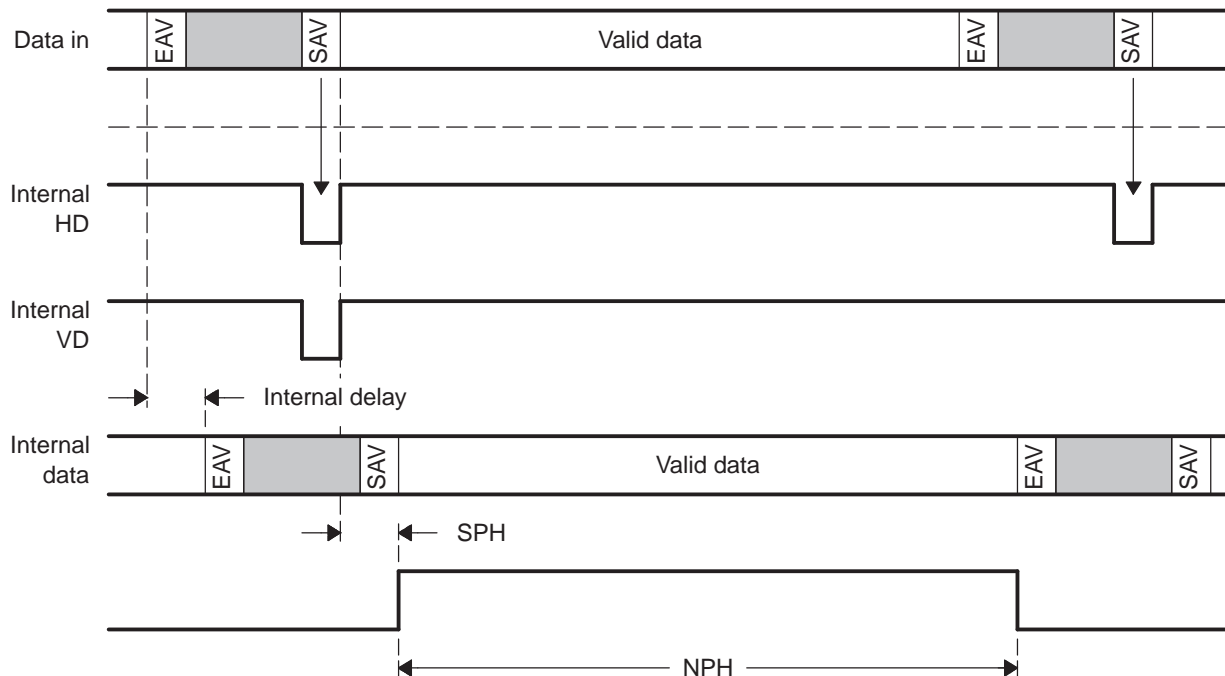 Data in
EAV
SAV
Valid data
EAV
SAV
Internal
HD
Internal
VD
Internal delay
Internal
data
EAV
SAV
Valid data
EAV
SAV
SPH
NPH